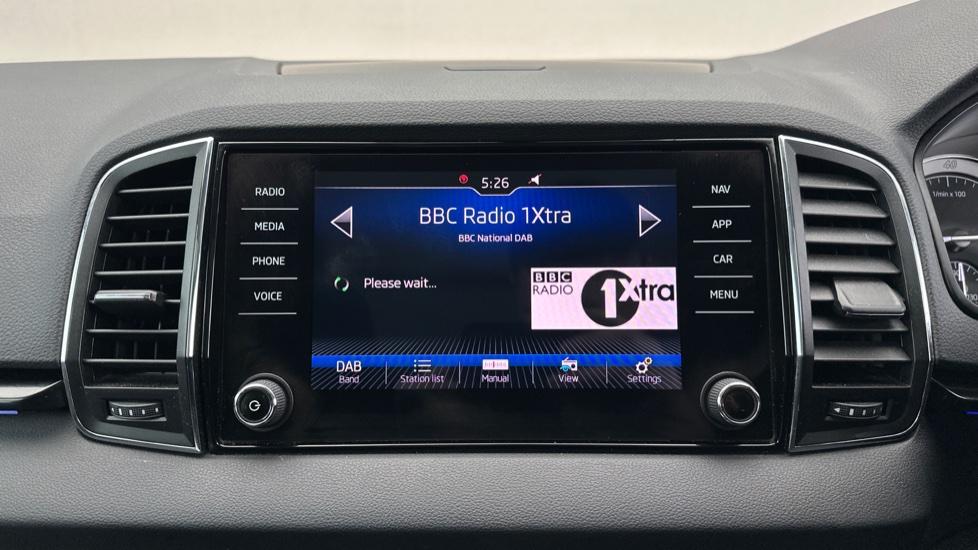 5:26
RADIO
MEDIA
PHONE
VOICE
BBC Radio 1Xtra
BBC National DAB
Please wait...
BBC
RADIO
1Xtra
DAB
Band
Station list
Manual
View
Settings
NAV
APP
CAR
MENU
40
1/min x 100